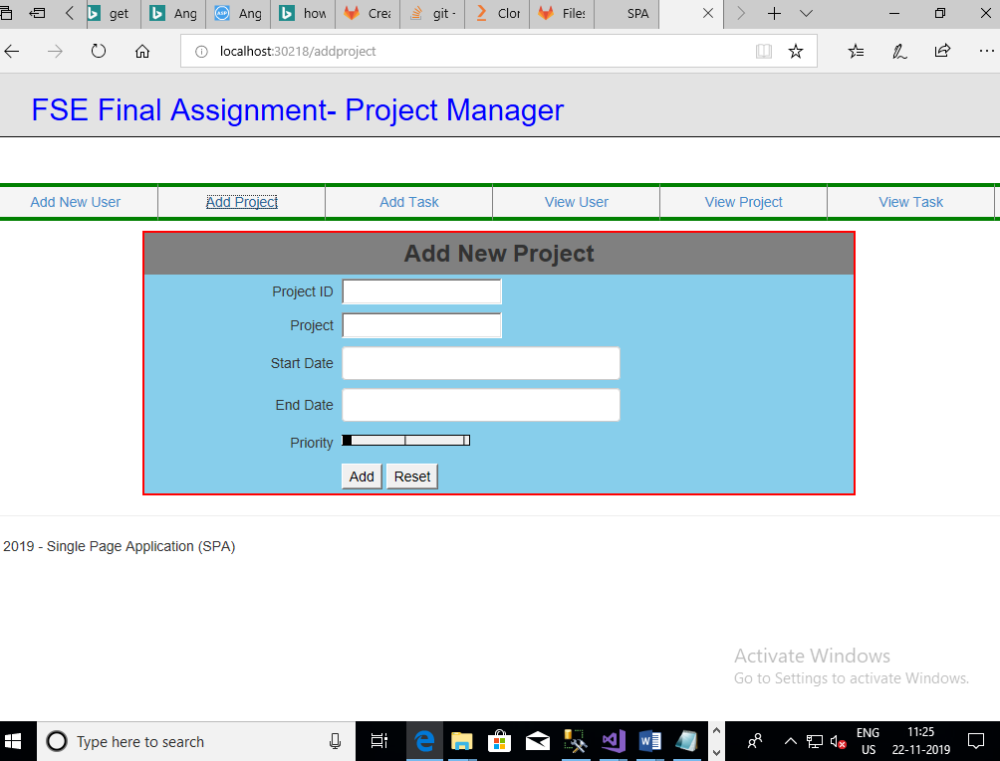 get
Ang
Ang
how
Crea
git -
Clor
Files
SPA
localhost:30218/addproject
FSE Final Assignment- Project Manager
Add New User
Add Project
Add Task
View User
View Project
View Task
Add New Project
Project ID
Project
Start Date
End Date
Priority
Add Reset
2019 - Single Page Application (SPA)
Activate Windows
Go to Settings to activate Windows.
Type here to search
ENG
US
11:25
22-11-2019